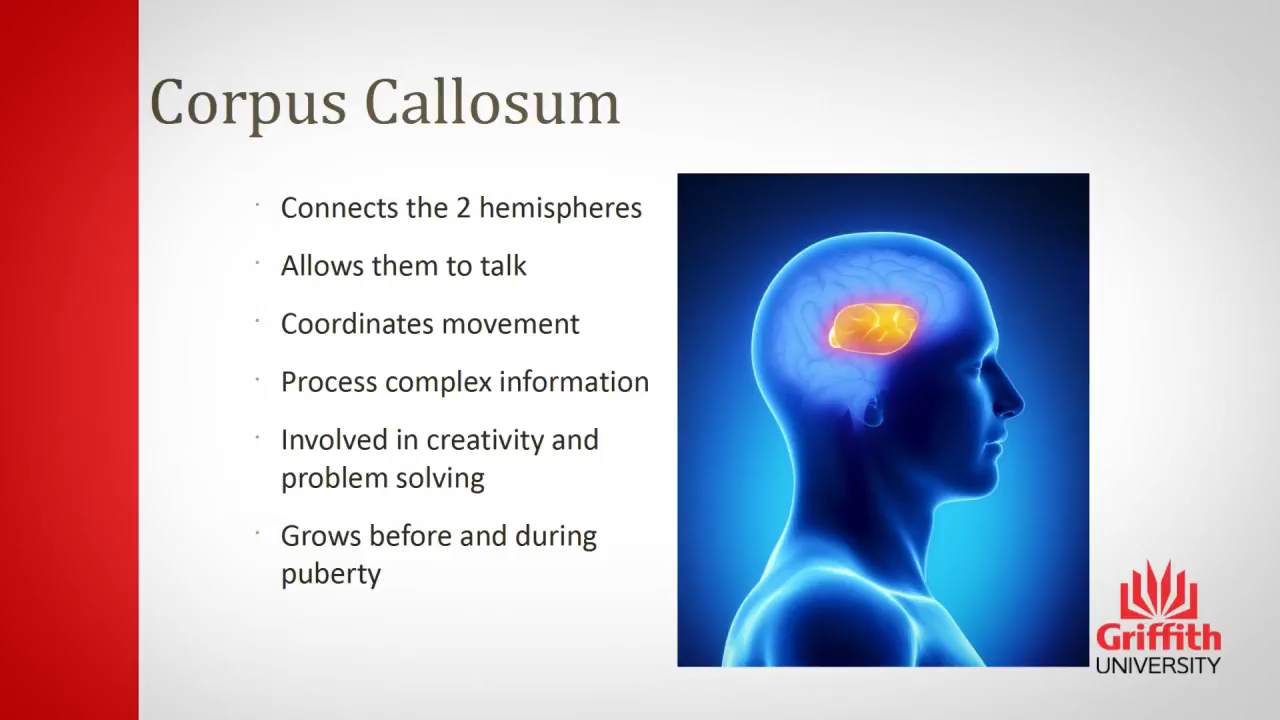 Corpus Callosum
· Connects the 2 hemispheres
· Allows them to talk
· Coordinates movement
· Process complex information
· Involved in creativity and
problem solving
· Grows before and during
puberty
Griffith
UNIVERSITY